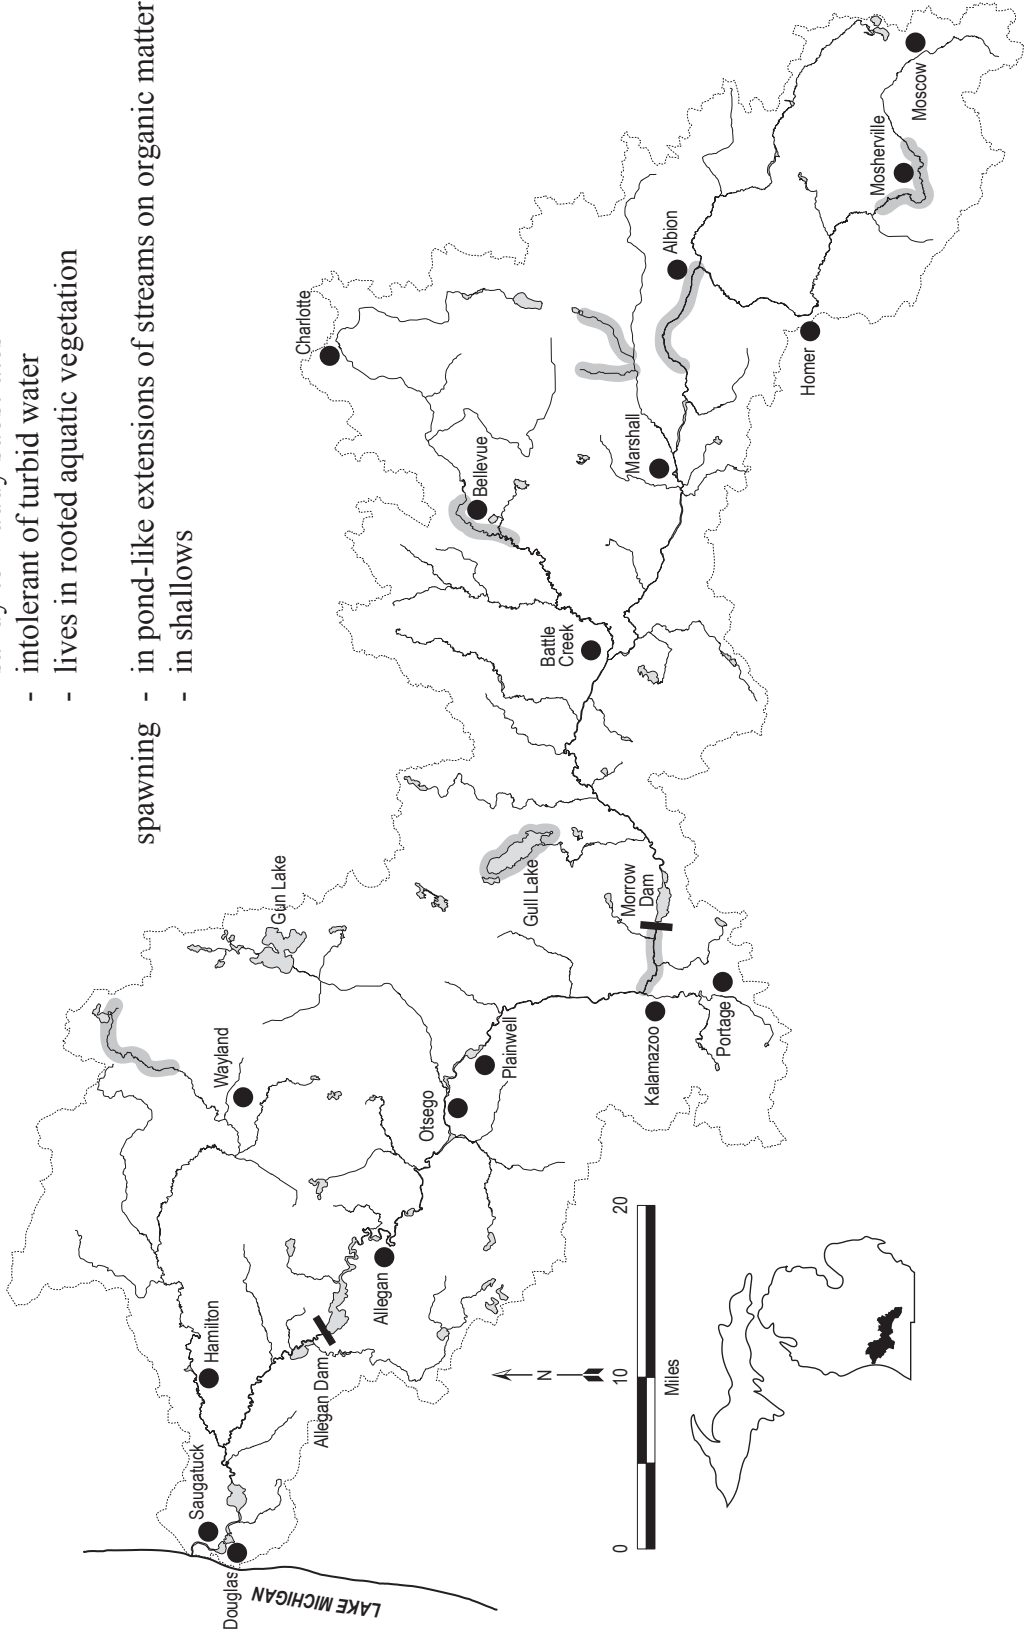 - intolerant of turbid water
- lives in rooted aquatic vegetation
spawning - in pond-like extensions of streams on organic matter
- in shallows
Charlotte
Bellevue
Battle
Creek
Marshall
Albion
Homer
Mosherville
Moscow
Gun Lake
Gull Lake
Morrow
Dam
Wayland
Plainwell
Otsego
Kalamazoo
Portage
Allegan
Allegan Dam
Hamilton
Saugatuck
Douglas
LAKE MICHIGAN
N
0
10
20
Miles